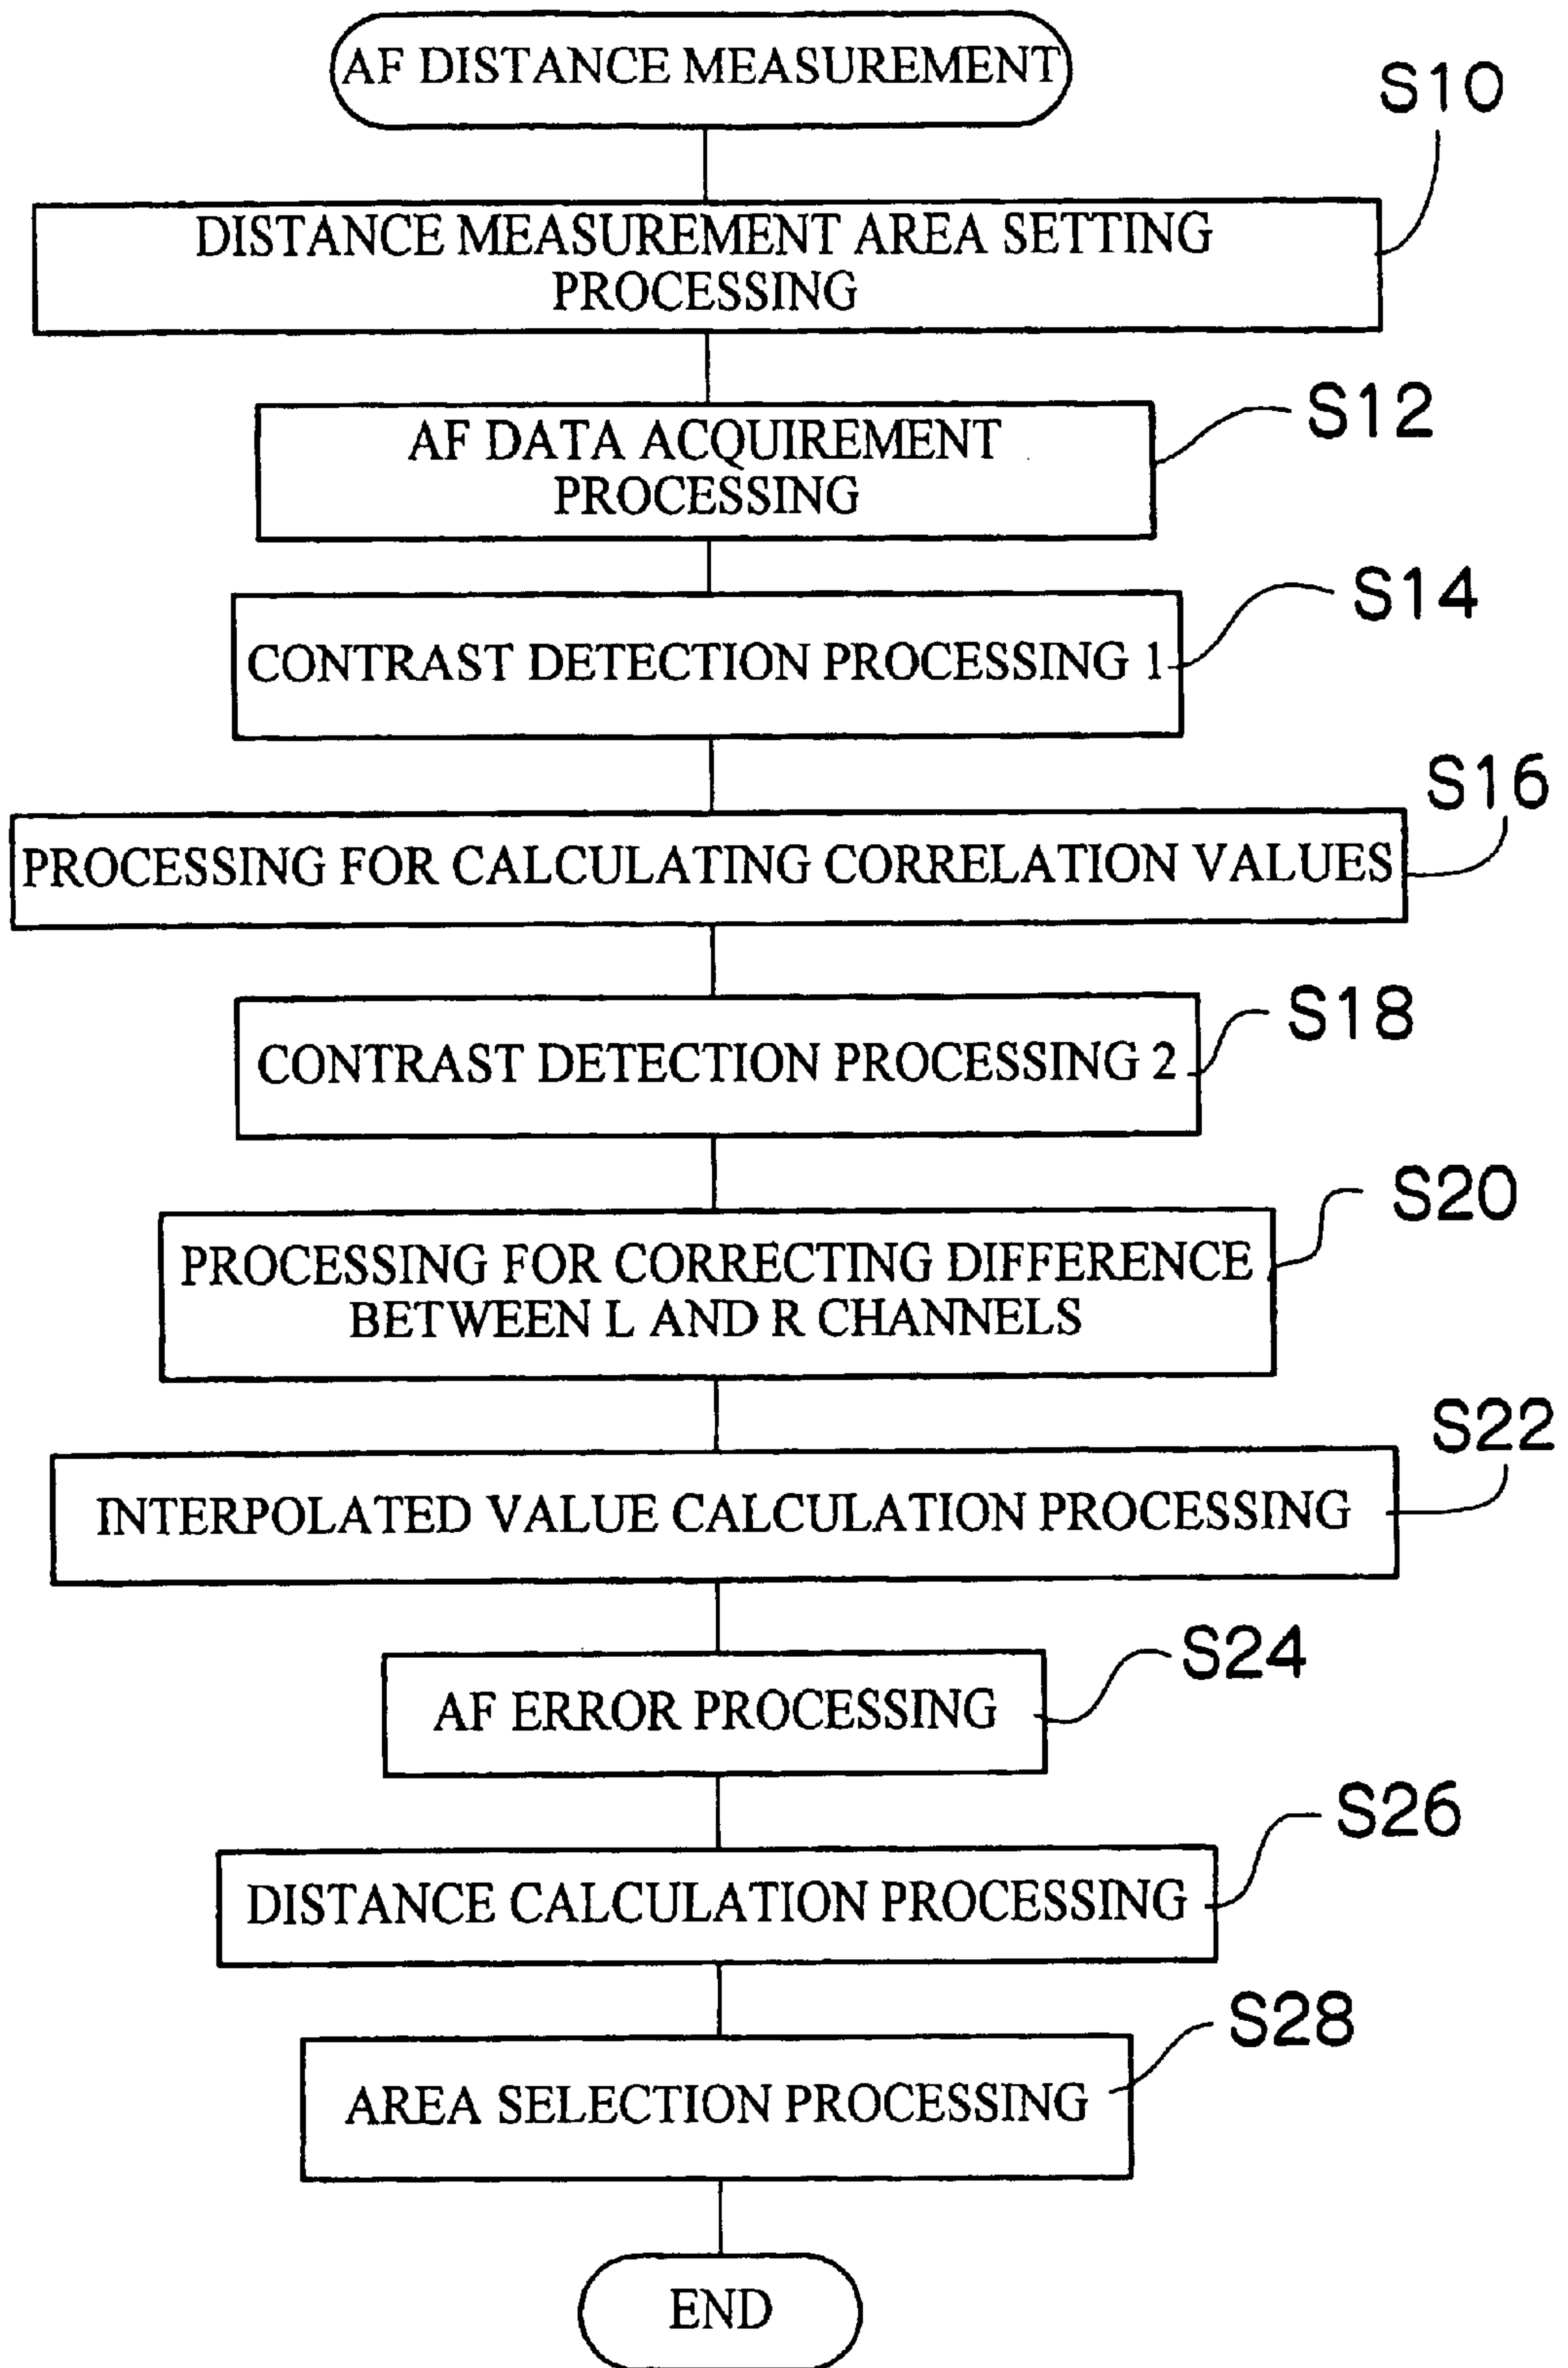 AF DISTANCE MEASUREMENT
S10
DISTANCE MEASUREMENT AREA SETTING
PROCESSING
S12
AF DATA ACQUIREMENT
PROCESSING
S14
CONTRAST DETECTION PROCESSING 1
S16
PROCESSING FOR CALCULATING CORRELATION VALUES
S18
CONTRAST DETECTION PROCESSING 2
S20
PROCESSING FOR CORRECTING DIFFERENCE
BETWEEN L AND R CHANNELS
S22
INTERPOLATED VALUE CALCULATION PROCESSING
S24
AF ERROR PROCESSING
S26
DISTANCE CALCULATION PROCESSING
S28
AREA SELECTION PROCESSING
END